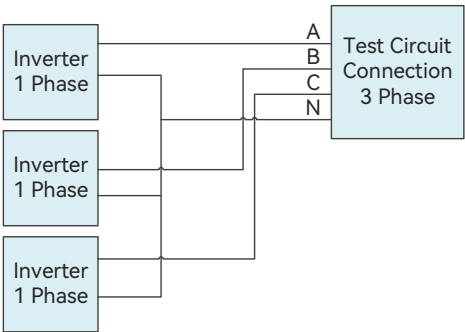 Inverter
1 Phase
Inverter
1 Phase
Inverter
1 Phase
A
B
C
N
Test Circuit
Connection
3 Phase